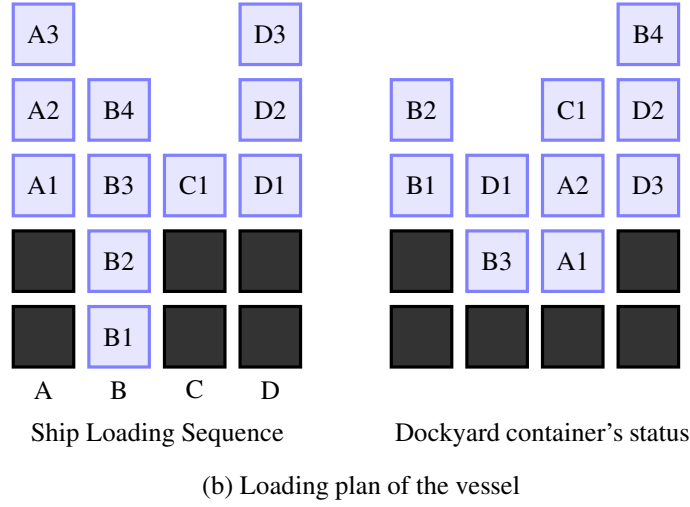 A3 D3 B4
A2 B4 D2 B2 C1 D2
A1 B3 C1 D1 B1 D1 A2 D3
B2 B3 A1
B1
A B C D
Ship Loading Sequence Dockyard container's status
(b) Loading plan of the vessel